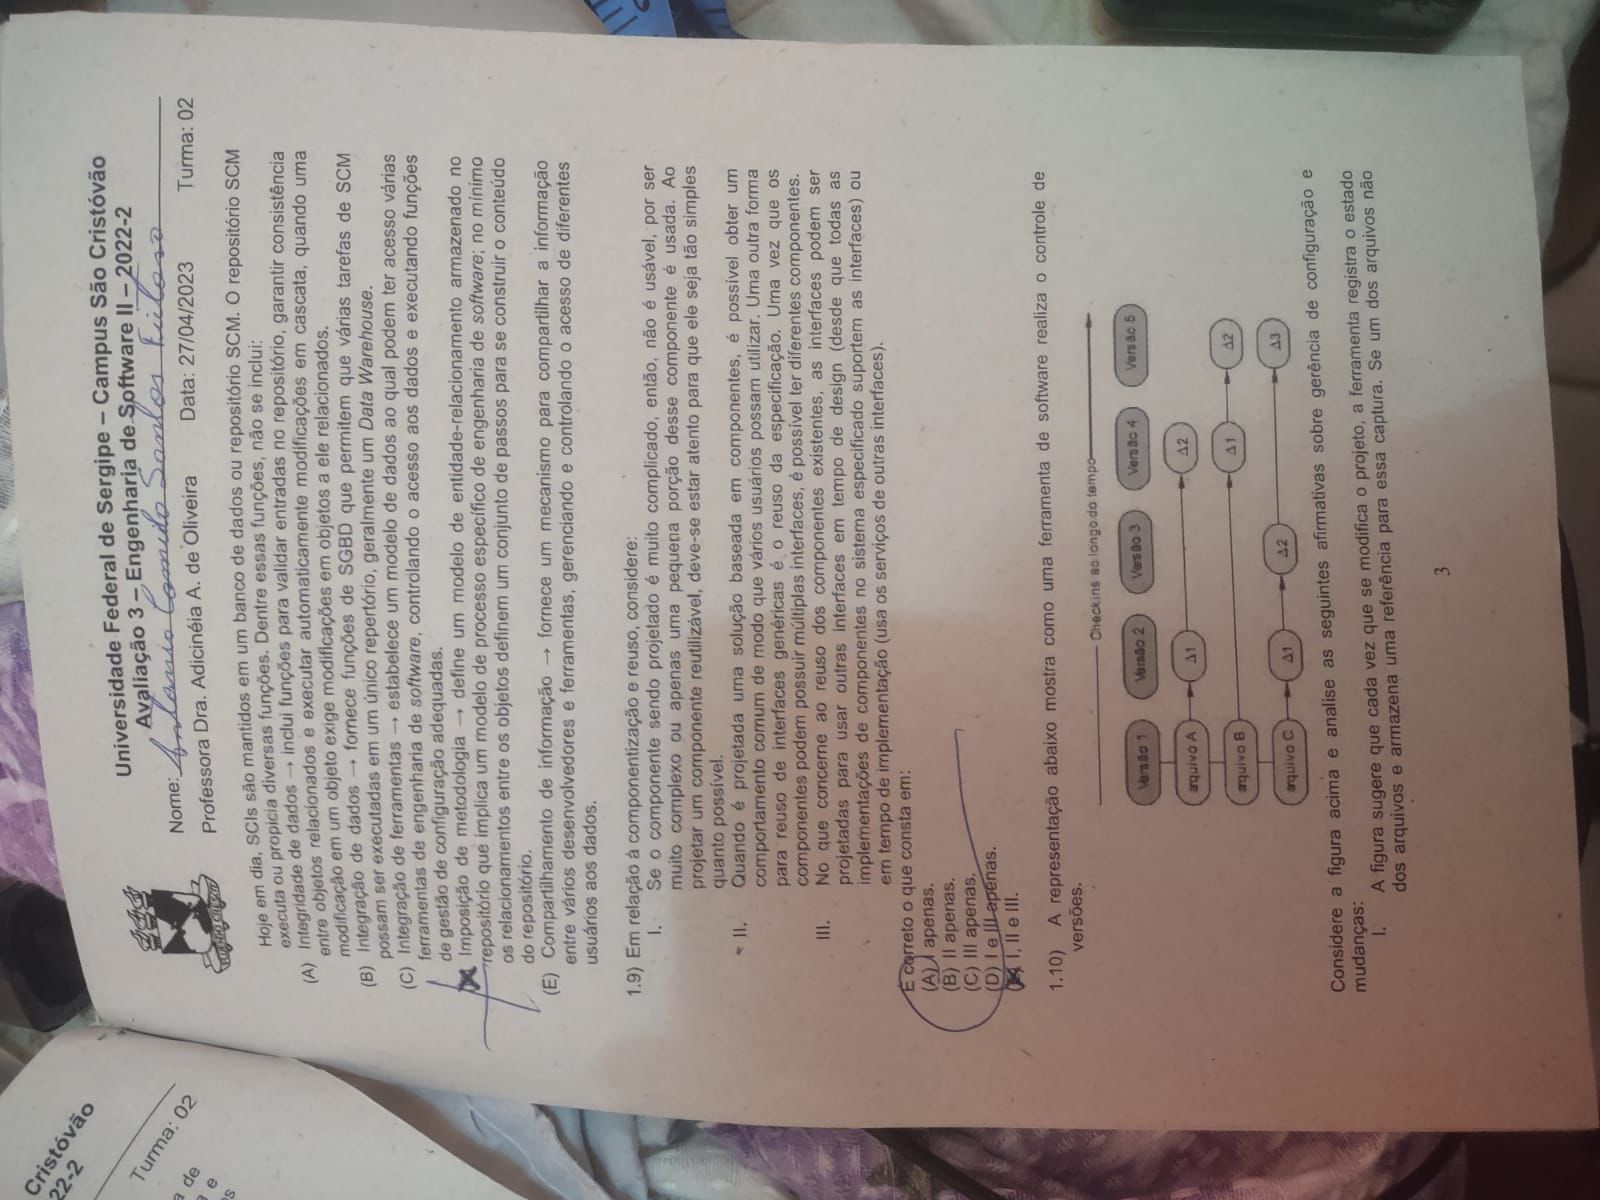 Universidade Federal de Sergipe – Campus São Cristóvão
Avaliação 3 – Engenharia de Software II – 2022-2
Nome: Antonio Camilo Santos
Professora Dra. Adicinéia A. de Oliveira Data: 27/04/2023 Turma: 02
Hoje em dia, SCIs são mantidos em um banco de dados ou repositório SCM. O repositório SCM
executa ou propicia diversas funções. Dentre essas funções, não se inclui:
(A) Integridade de dados → inclui funções para validar entradas no repositório, garantir consistência
entre objetos relacionados e executar automaticamente modificações em cascata, quando uma
modificação em um objeto exige modificações em objetos a ele relacionados.
(B) Integração de dados → fornece funções de SGBD que permitem que várias tarefas de SCM
possam ser executadas em um único repertório, geralmente um Data Warehouse.
(C) Integração de ferramentas → estabelece um modelo de dados ao qual podem ter acesso várias
ferramentas de engenharia de software, controlando o acesso aos dados e executando funções
de gestão de configuração adequadas.
Imposição de metodologia → define um modelo de entidade-relacionamento armazenado no
repositório que implica um modelo de processo específico de engenharia de software; no mínimo
os relacionamentos entre os objetos definem um conjunto de passos para se construir o conteúdo
do repositório.
(E) Compartilhamento de informação → fornece um mecanismo para compartilhar a informação
entre vários desenvolvedores e ferramentas, gerenciando e controlando o acesso de diferentes
usuários aos dados.
1.9) Em relação à componentização e reuso, considere:
I. Se o componente sendo projetado é muito complicado, então, não é usável, por ser
muito complexo ou apenas uma pequena porção desse componente é usada. Ao
projetar um componente reutilizável, deve-se estar atento para que ele seja tão simples
quanto possível.
II. Quando é projetada uma solução baseada em componentes, é possível obter um
comportamento comum de modo que vários usuários possam utilizar. Uma outra forma
para reuso de interfaces genéricas é o reuso da especificação. Uma vez que os
componentes podem possuir múltiplas interfaces, é possível ter diferentes componentes.
III. No que concerne ao reuso dos componentes existentes, as interfaces podem ser
projetadas para usar outras interfaces em tempo de design (desde que todas as
implementações de componentes no sistema especificado suportem as interfaces) ou
em tempo de implementação (usa os serviços de outras interfaces).
É correto o que consta em:
(A) I apenas.
(B) II apenas.
(C) III apenas.
(D) I e III apenas.
I, II e III.
1.10) A representação abaixo mostra como uma ferramenta de software realiza o controle de
versões.
Checkins ao longo do tempo
Versão 1 Versão 2 Versão 3 Versão 4 Versão 5
arquivo A Δ1 Δ2
arquivo B Δ1 Δ2
arquivo C Δ1 Δ2 Δ3
Considere a figura acima e analise as seguintes afirmativas sobre gerência de configuração e
mudanças:
I. A figura sugere que cada vez que se modifica o projeto, a ferramenta registra o estado
dos arquivos e armazena uma referência para essa captura. Se um dos arquivos não
3
Cristóvão
22-2
Turma: 02
a de
a e